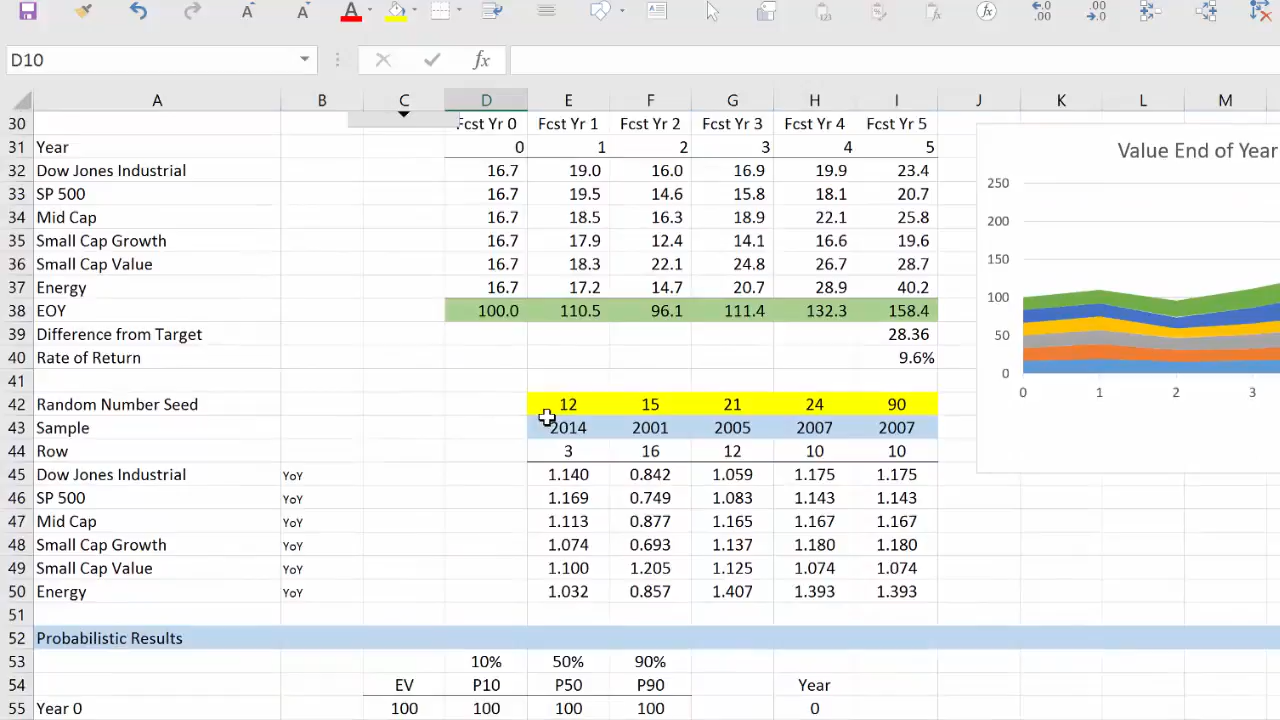 A A A
.00 .00
D10 fx
A B C D E F G H I J K L M
30 Fcst Yr 0 Fcst Yr 1 Fcst Yr 2 Fcst Yr 3 Fcst Yr 4 Fcst Yr 5
31 Year 0 1 2 3 4 5
32 Dow Jones Industrial 16.7 19.0 16.0 16.9 19.9 23.4
33 SP 500 16.7 19.5 14.6 15.8 18.1 20.7
34 Mid Cap 16.7 18.5 16.3 18.9 22.1 25.8
35 Small Cap Growth 16.7 17.9 12.4 14.1 16.6 19.6
36 Small Cap Value 16.7 18.3 22.1 24.8 26.7 28.7
37 Energy 16.7 17.2 14.7 20.7 28.9 40.2
38 EOY 100.0 110.5 96.1 111.4 132.3 158.4
39 Difference from Target 28.36
40 Rate of Return 9.6%
41
42 Random Number Seed 12 15 21 24 90
43 Sample 2014 2001 2005 2007 2007
44 Row 3 16 12 10 10
45 Dow Jones Industrial YoY 1.140 0.842 1.059 1.175 1.175
46 SP 500 YoY 1.169 0.749 1.083 1.143 1.143
47 Mid Cap YoY 1.113 0.877 1.165 1.167 1.167
48 Small Cap Growth YoY 1.074 0.693 1.137 1.180 1.180
49 Small Cap Value YoY 1.100 1.205 1.125 1.074 1.074
50 Energy YoY 1.032 0.857 1.407 1.393 1.393
51
52 Probabilistic Results
53 10% 50% 90%
54 EV P10 P50 P90 Year
55 Year 0 100 100 100 100 0
Value End of Year
250
200
150
100
50
0
0 1 2 3